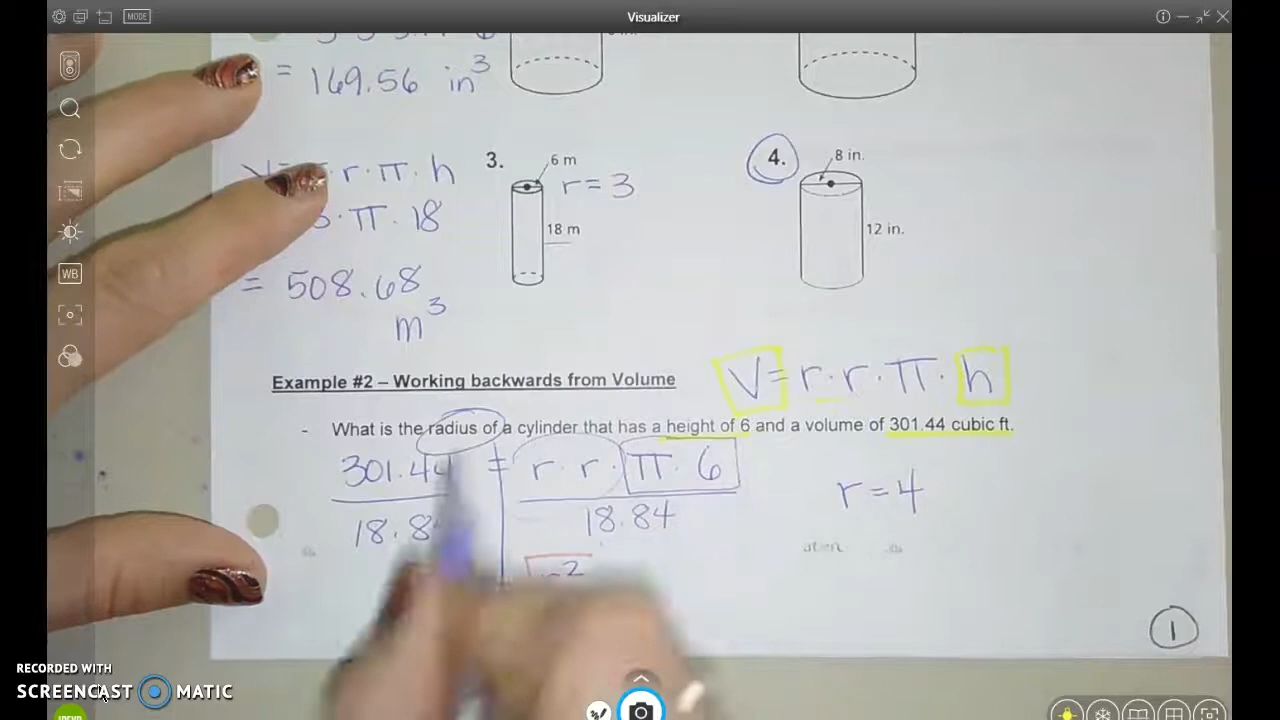 MODE
Visualizer
= 169.56 in³
r · π · h
3.
6 m
r = 3
18 m
4.
8 in.
12 in.
· π · 18
= 508.68
m³
WB
Example #2 – Working backwards from Volume
V = r · r · π · h
- What is the radius of a cylinder that has a height of 6 and a volume of 301.44 cubic ft.
301.44 = r · r · π · 6
18.84
r = 4
1
RECORDED WITH
SCREENCAST MATIC